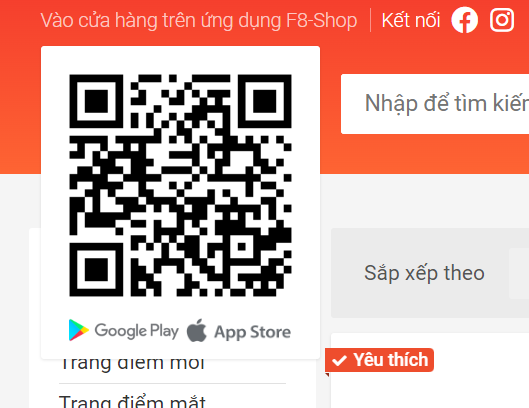 Vào cửa hàng trên ứng dụng F8-Shop
Kết nối
Nhập để tìm kiến
Google Play
App Store
Sắp xếp theo
Trang điểm môi
Yêu thích
Trang điểm mắt